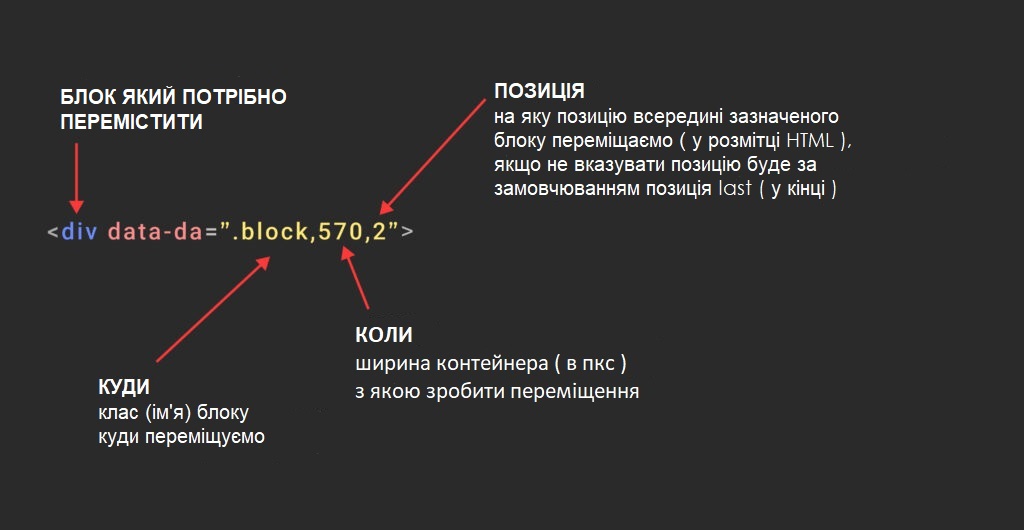 БЛОК ЯКИЙ ПОТРІБНО
ПЕРЕМІСТИТИ
ПОЗИЦІЯ
на яку позицію всередині зазначеного
блоку переміщаємо ( у розмітці HTML ),
якщо не вказувати позицію буде за
замовчюванням позиція last ( у кінці )
<div data-da=”.block,570,2”>
КОЛИ
ширина контейнера ( в пкс )
з якою зробити переміщення
КУДИ
клас (ім'я) блоку
куди переміщуємо